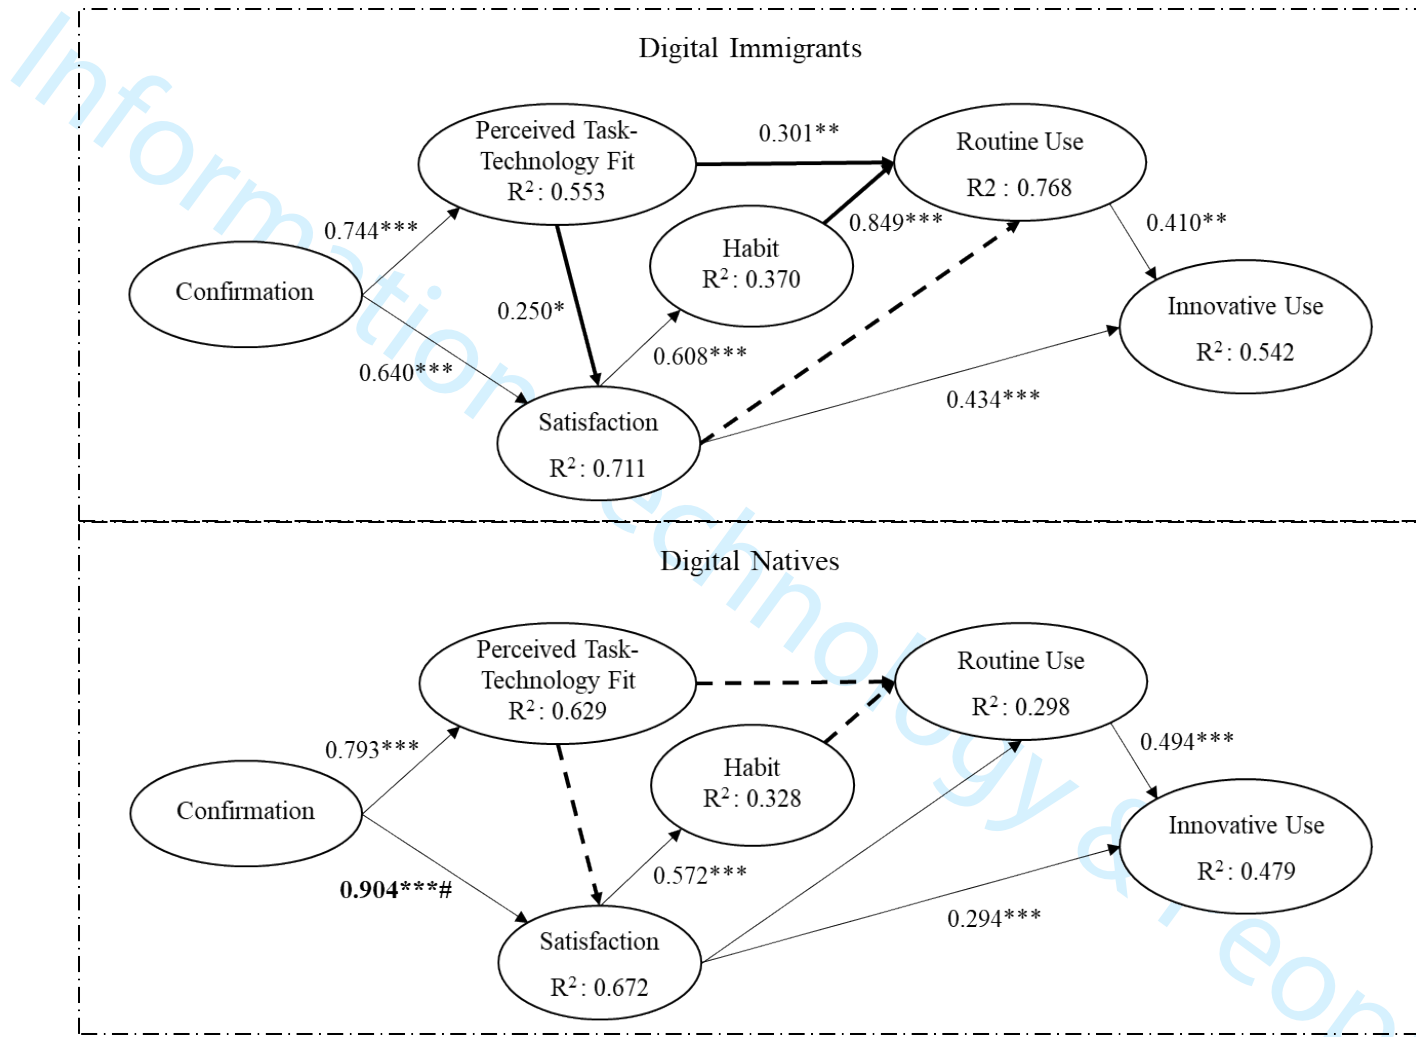 Digital Immigrants
Perceived Task-
Technology Fit
R²: 0.553
0.301**
Routine Use
R2 : 0.768
0.744***
Habit
R²: 0.370
0.849***
0.410**
Confirmation
0.250*
Innovative Use
R²: 0.542
0.640***
0.608***
0.434***
Satisfaction
R²: 0.711
Digital Natives
Perceived Task-
Technology Fit
R²: 0.629
Routine Use
R²: 0.298
0.793***
Habit
R²: 0.328
0.494***
Confirmation
Innovative Use
R²: 0.479
0.904***#
0.572***
0.294***
Satisfaction
R²: 0.672
Information Technology & Peop